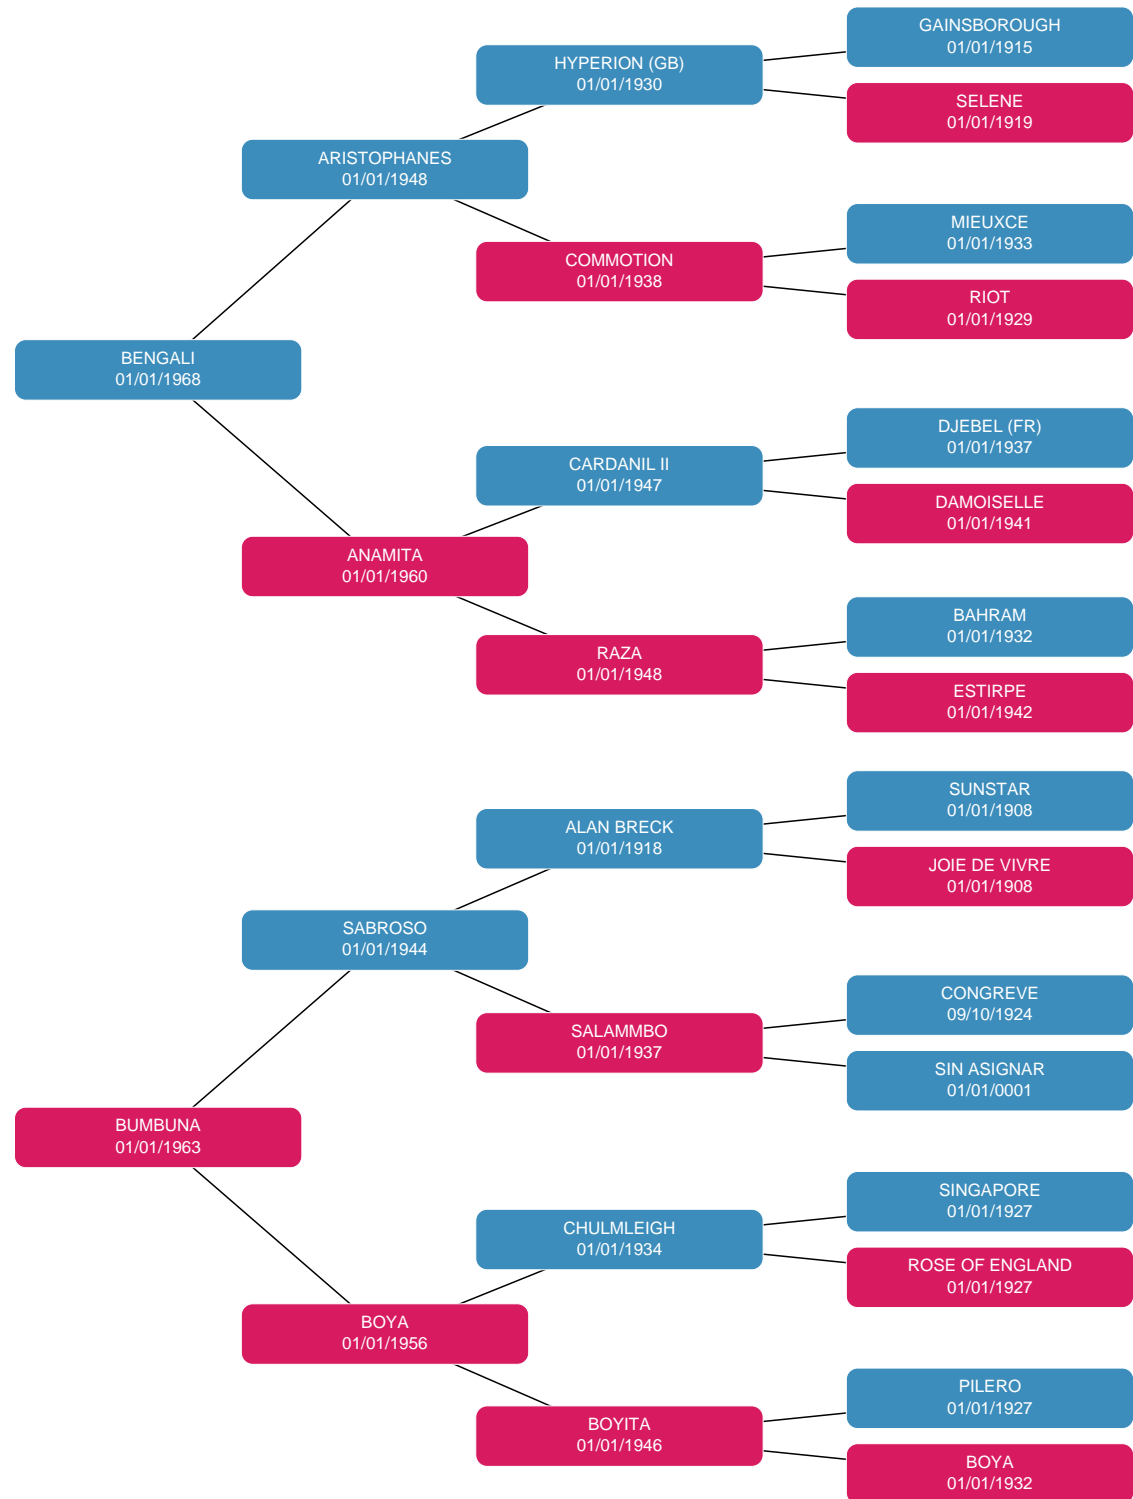 GAINSBOROUGH
01/01/1915
HYPERION (GB)
01/01/1930
SELENE
01/01/1919
ARISTOPHANES
01/01/1948
MIEUXCE
01/01/1933
COMMOTION
01/01/1938
RIOT
01/01/1929
BENGALI
01/01/1968
DJEBEL (FR)
01/01/1937
CARDANIL II
01/01/1947
DAMOISELLE
01/01/1941
ANAMITA
01/01/1960
BAHRAM
01/01/1932
RAZA
01/01/1948
ESTIRPE
01/01/1942
SUNSTAR
01/01/1908
ALAN BRECK
01/01/1918
JOIE DE VIVRE
01/01/1908
SABROSO
01/01/1944
CONGREVE
09/10/1924
SALAMMBO
01/01/1937
SIN ASIGNAR
01/01/0001
BUMBUNA
01/01/1963
SINGAPORE
01/01/1927
CHULMLEIGH
01/01/1934
ROSE OF ENGLAND
01/01/1927
BOYA
01/01/1956
PILERO
01/01/1927
BOYITA
01/01/1946
BOYA
01/01/1932